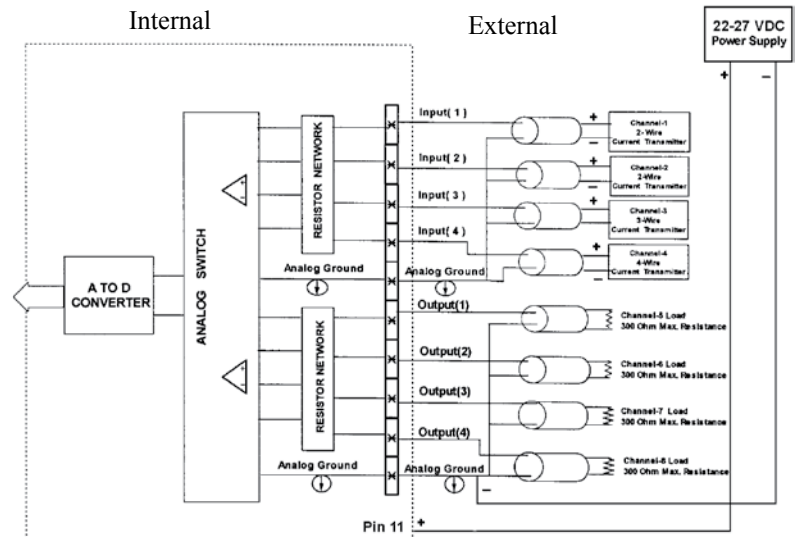 Internal
External
22-27 VDC
Power Supply
+
−
Input( 1 )
Input( 2 )
Input( 3 )
Input( 4 )
Analog Ground
Analog Ground
+
Channel-1
2- Wire
Current Transmitter
−
+
Channel-2
2-Wire
Current Transmitter
−
+
Channel-3
3-Wire
Current Transmitter
−
+
Channel-4
4-Wire
Current Transmitter
−
RESISTOR NETWORK
ANALOG SWITCH
A TO D
CONVERTER
RESISTOR NETWORK
Output(1)
Output(2)
Output(3)
Output(4)
Analog Ground
Analog Ground
−
Channel-5 Load
300 Ohm Max. Resistance
Channel-6 Load
300 Ohm Max. Resistance
Channel-7 Load
300 Ohm Max. Resistance
Channel-8 Load
300 Ohm Max. Resistance
Pin 11
+